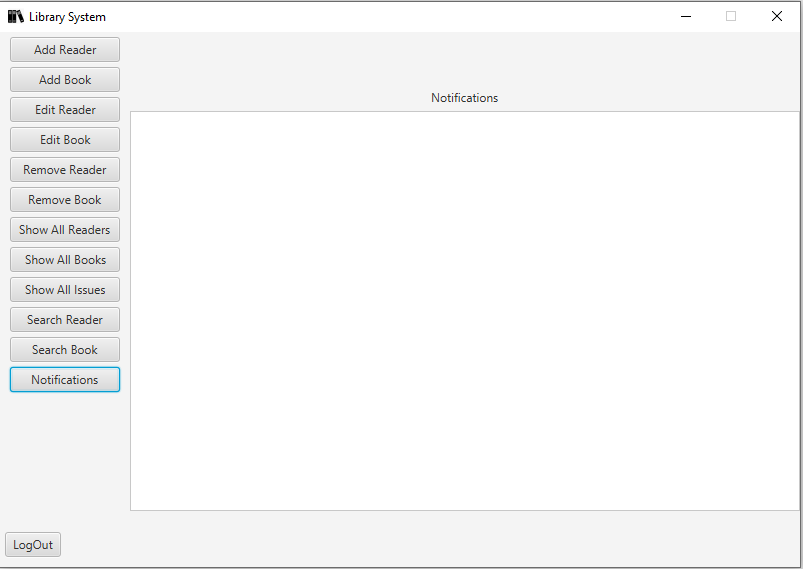 Library System
Add Reader
Add Book
Edit Reader
Edit Book
Remove Reader
Remove Book
Show All Readers
Show All Books
Show All Issues
Search Reader
Search Book
Notifications
Notifications
LogOut